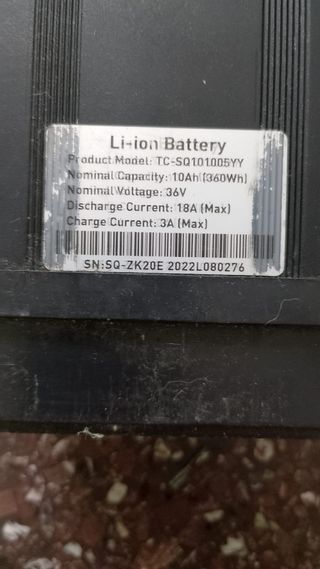 Li-ion Battery
Product Model: TC-SQ101005YY
Nominal Capacity: 10Ah (360Wh)
Nominal Voltage: 36V
Discharge Current: 18A (Max)
Charge Current: 3A (Max)
SN:SQ-ZK20E 2022L080276